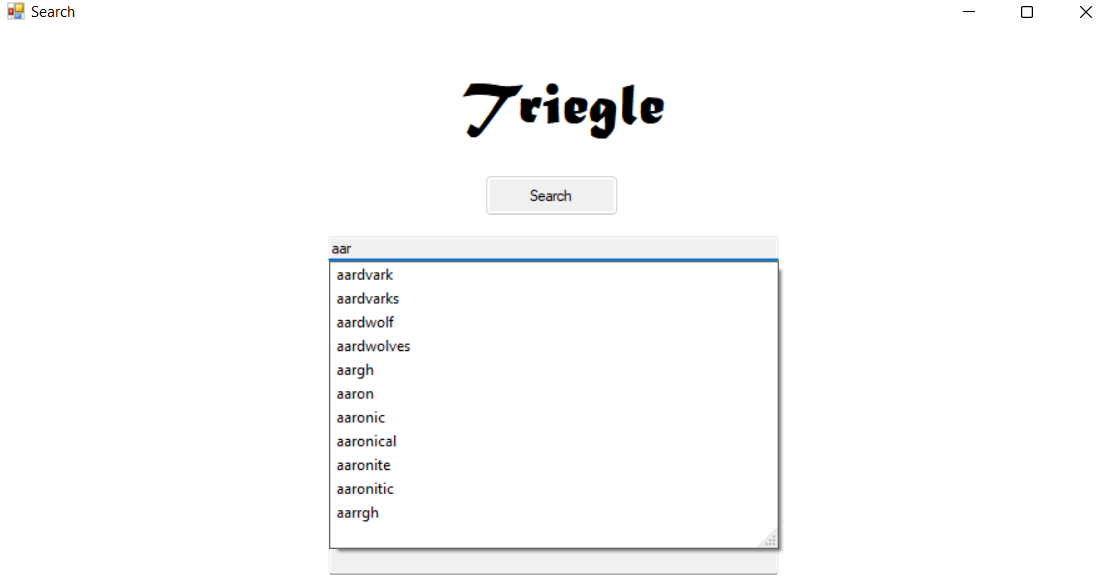 Search
Triegle
Search
aar
aardvark
aardvarks
aardwolf
aardwolves
aargh
aaron
aaronic
aaronical
aaronite
aaronitic
aarrgh